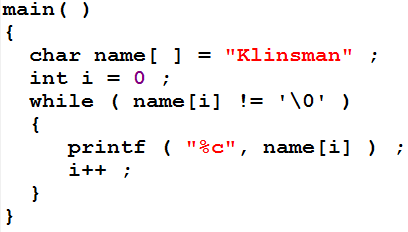 main( )
{
char name[ ] = "Klinsman" ;
int i = 0 ;
while ( name[i] != '\0' )
{
printf ( "%c", name[i] ) ;
i++ ;
}
}